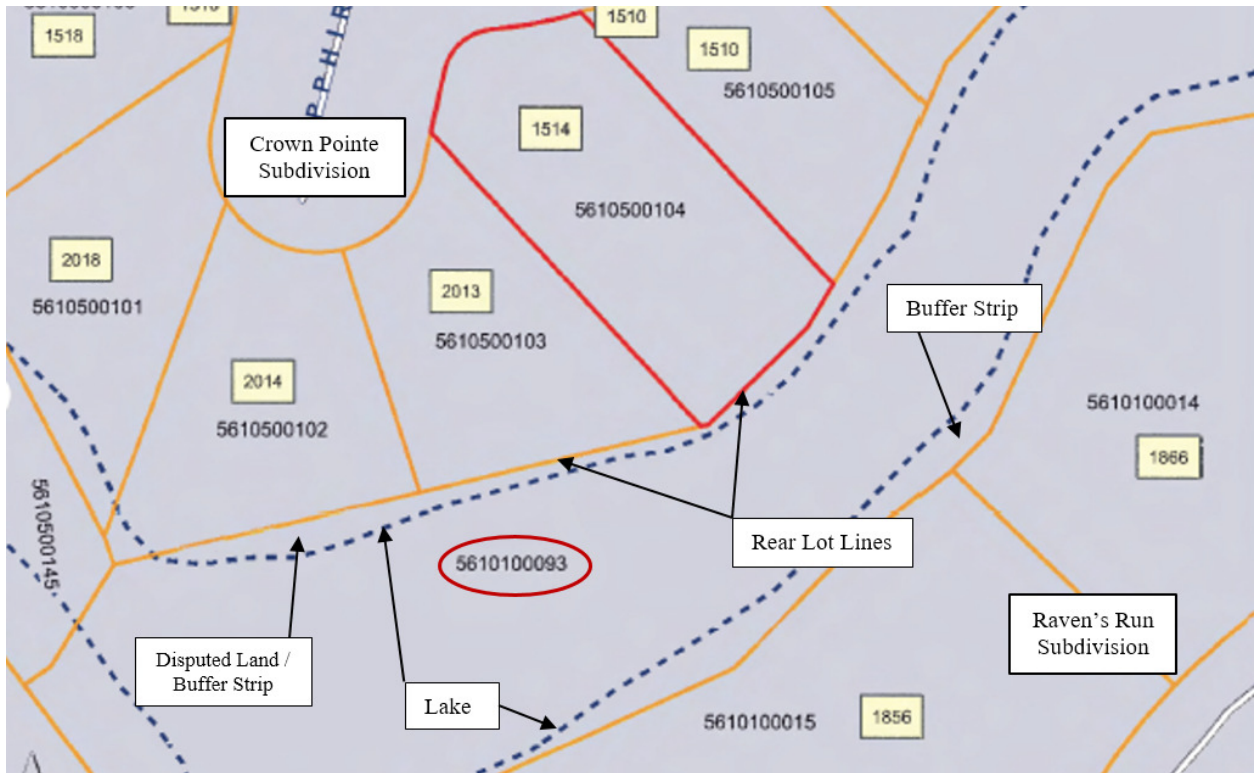 1518
1510
1510
5610500105
1514
PPHIR
Crown Pointe
Subdivision
5610500104
2018
5610500101
2013
5610500103
Buffer Strip
2014
5610500102
5610100014
1866
5610500145
Rear Lot Lines
5610100093
Raven's Run
Subdivision
Disputed Land /
Buffer Strip
Lake
5610100015
1856